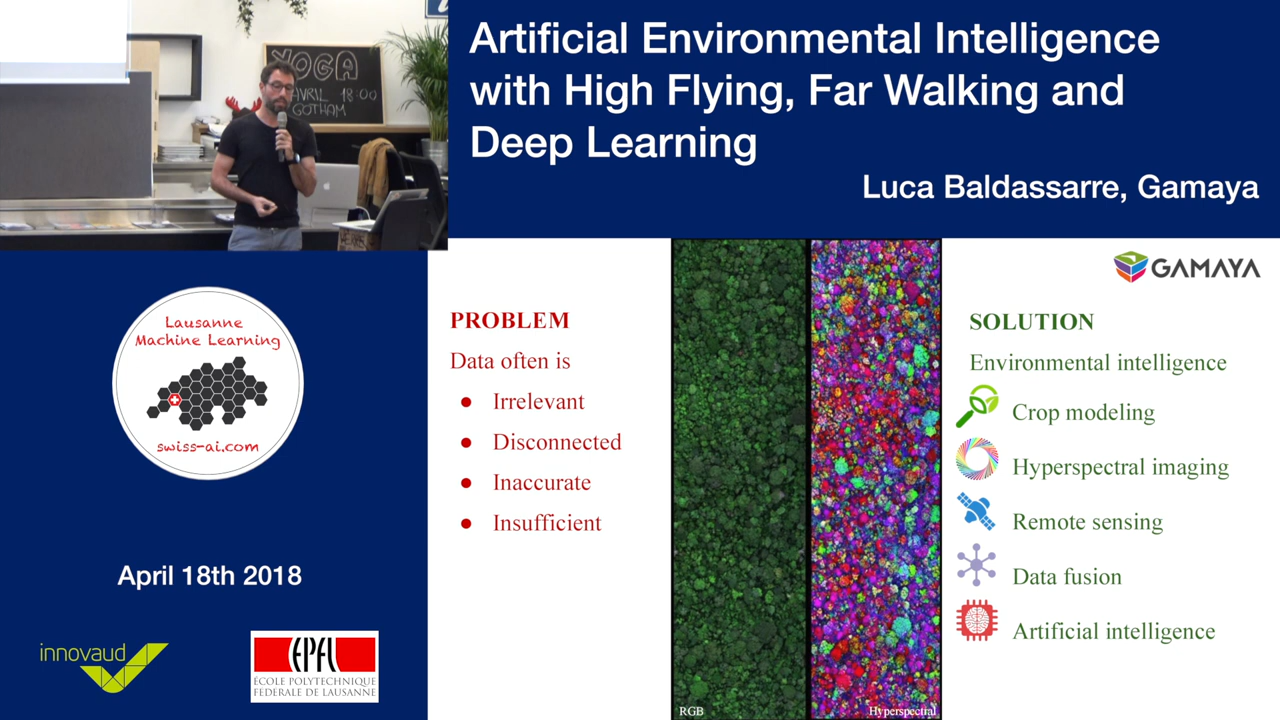 YOGA
AVRIL 18:00
GOTHAM
Artificial Environmental Intelligence
with High Flying, Far Walking and
Deep Learning
Luca Baldassarre, Gamaya
Lausanne
Machine Learning
swiss-ai.com
April 18th 2018
innovaud
EPFL
ÉCOLE POLYTECHNIQUE
FÉDÉRALE DE LAUSANNE
PROBLEM
Data often is
● Irrelevant
● Disconnected
● Inaccurate
● Insufficient
RGB
Hyperspectral
GAMAYA
SOLUTION
Environmental intelligence
Crop modeling
Hyperspectral imaging
Remote sensing
Data fusion
Artificial intelligence